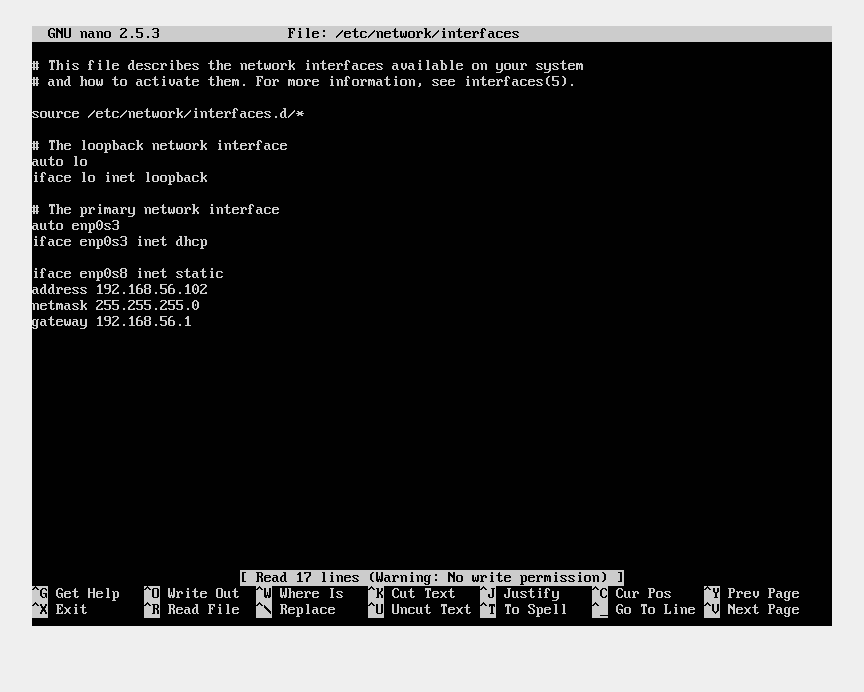 GNU nano 2.5.3 File: /etc/network/interfaces
# This file describes the network interfaces available on your system
# and how to activate them. For more information, see interfaces(5).
source /etc/network/interfaces.d/*
# The loopback network interface
auto lo
iface lo inet loopback
# The primary network interface
auto enp0s3
iface enp0s3 inet dhcp
iface enp0s8 inet static
address 192.168.56.102
netmask 255.255.255.0
gateway 192.168.56.1
[ Read 17 lines (Warning: No write permission) ]
^G Get Help ^O Write Out ^W Where Is ^K Cut Text ^J Justify ^C Cur Pos ^Y Prev Page
^X Exit ^R Read File ^\ Replace ^U Uncut Text ^T To Spell ^_ Go To Line ^V Next Page